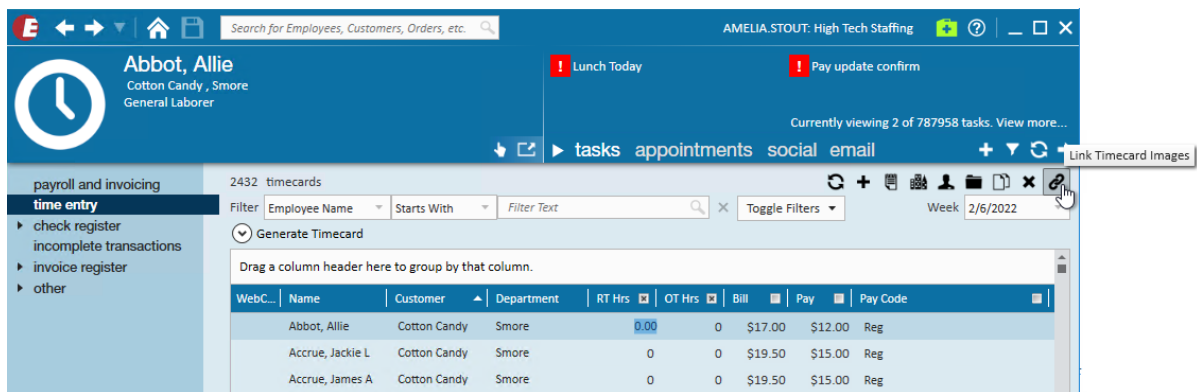 Search for Employees, Customers, Orders, etc.
AMELIA.STOUT: High Tech Staffing
Abbot, Allie
Cotton Candy , Smore
General Laborer
! Lunch Today
! Pay update confirm
Currently viewing 2 of 787958 tasks. View more...
tasks appointments social email
Link Timecard Images
payroll and invoicing
time entry
check register
incomplete transactions
invoice register
other
2432 timecards
Filter Employee Name Starts With Filter Text Toggle Filters Week 2/6/2022
Generate Timecard
Drag a column header here to group by that column.
WebC... Name Customer Department RT Hrs OT Hrs Bill Pay Pay Code
Abbot, Allie Cotton Candy Smore 0.00 0 $17.00 $12.00 Reg
Accrue, Jackie L Cotton Candy Smore 0 0 $19.50 $15.00 Reg
Accrue, James A Cotton Candy Smore 0 0 $19.50 $15.00 Reg